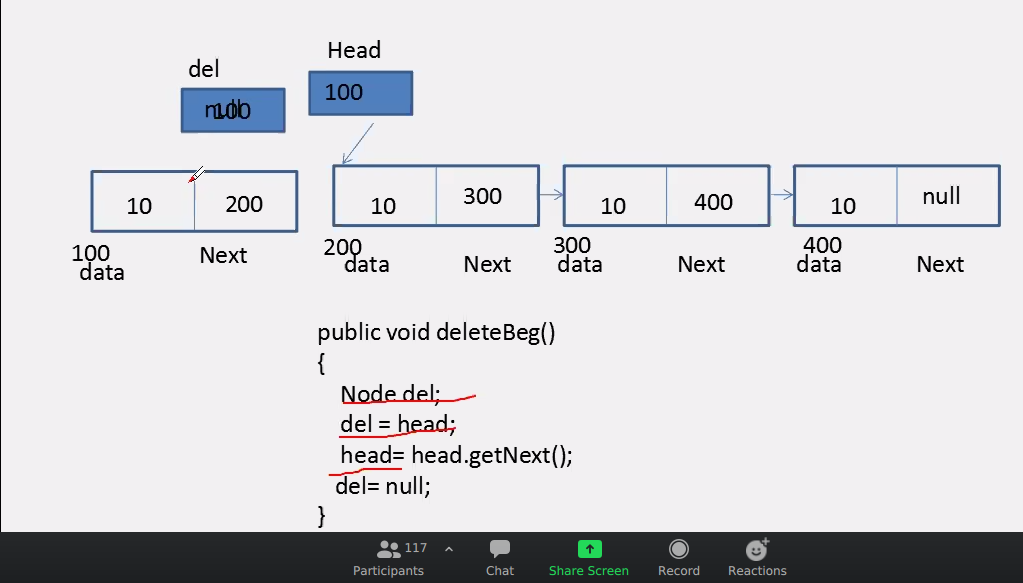 Head
del
100
null
100
10
200
10
300
10
400
10
null
100
data
Next
200
data
Next
300
data
Next
400
data
Next
public void deleteBeg()
{
Node del;
del = head;
head= head.getNext();
del= null;
}
117
Participants
Chat
Share Screen
Record
Reactions